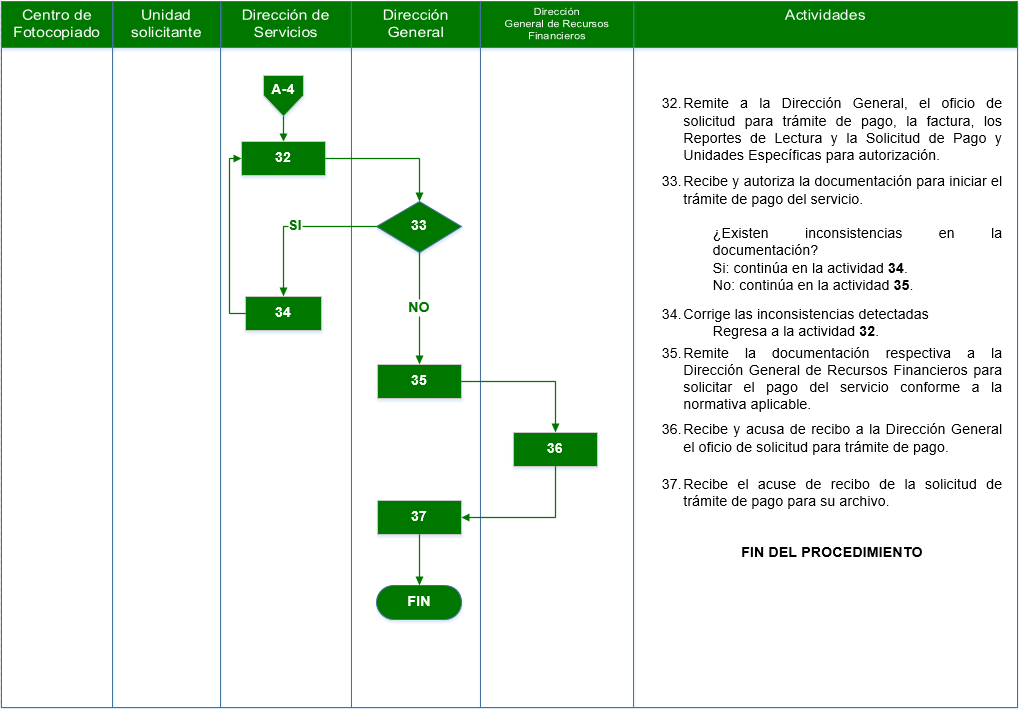 Centro de
Fotocopiado
Unidad
solicitante
Dirección de
Servicios
Dirección
General
Dirección
General de Recursos
Financieros
Actividades
A-4
32
33
SI
34
NO
35
36
37
FIN
32. Remite a la Dirección General, el oficio de
solicitud para trámite de pago, la factura, los
Reportes de Lectura y la Solicitud de Pago y
Unidades Específicas para autorización.
33. Recibe y autoriza la documentación para iniciar el
trámite de pago del servicio.
¿Existen inconsistencias en la
documentación?
Si: continúa en la actividad 34.
No: continúa en la actividad 35.
34. Corrige las inconsistencias detectadas
Regresa a la actividad 32.
35. Remite la documentación respectiva a la
Dirección General de Recursos Financieros para
solicitar el pago del servicio conforme a la
normativa aplicable.
36. Recibe y acusa de recibo a la Dirección General
el oficio de solicitud para trámite de pago.
37. Recibe el acuse de recibo de la solicitud de
trámite de pago para su archivo.
FIN DEL PROCEDIMIENTO